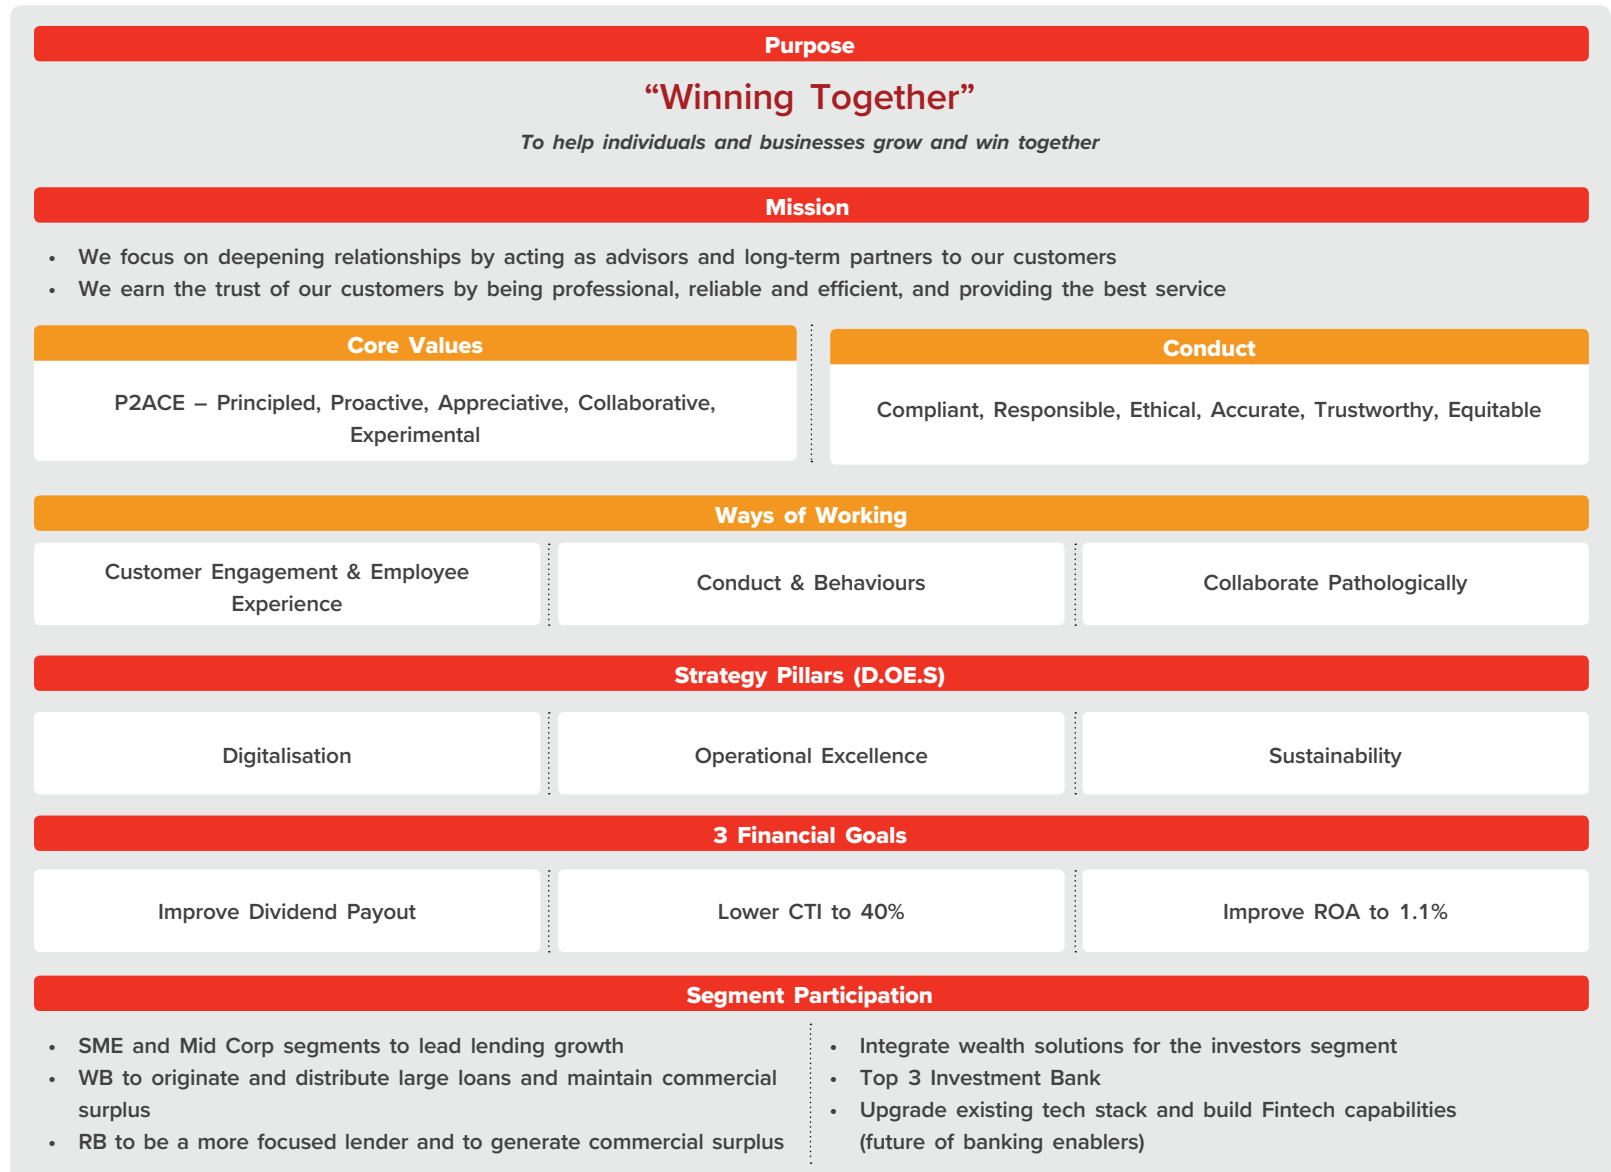 Purpose
“Winning Together”
To help individuals and businesses grow and win together
Mission
• We focus on deepening relationships by acting as advisors and long-term partners to our customers
• We earn the trust of our customers by being professional, reliable and efficient, and providing the best service
Core Values
P2ACE – Principled, Proactive, Appreciative, Collaborative,
Experimental
Conduct
Compliant, Responsible, Ethical, Accurate, Trustworthy, Equitable
Ways of Working
Customer Engagement & Employee
Experience
Conduct & Behaviours
Collaborate Pathologically
Strategy Pillars (D.OE.S)
Digitalisation
Operational Excellence
Sustainability
3 Financial Goals
Improve Dividend Payout
Lower CTI to 40%
Improve ROA to 1.1%
Segment Participation
• SME and Mid Corp segments to lead lending growth
• WB to originate and distribute large loans and maintain commercial
surplus
• RB to be a more focused lender and to generate commercial surplus
• Integrate wealth solutions for the investors segment
• Top 3 Investment Bank
• Upgrade existing tech stack and build Fintech capabilities
(future of banking enablers)